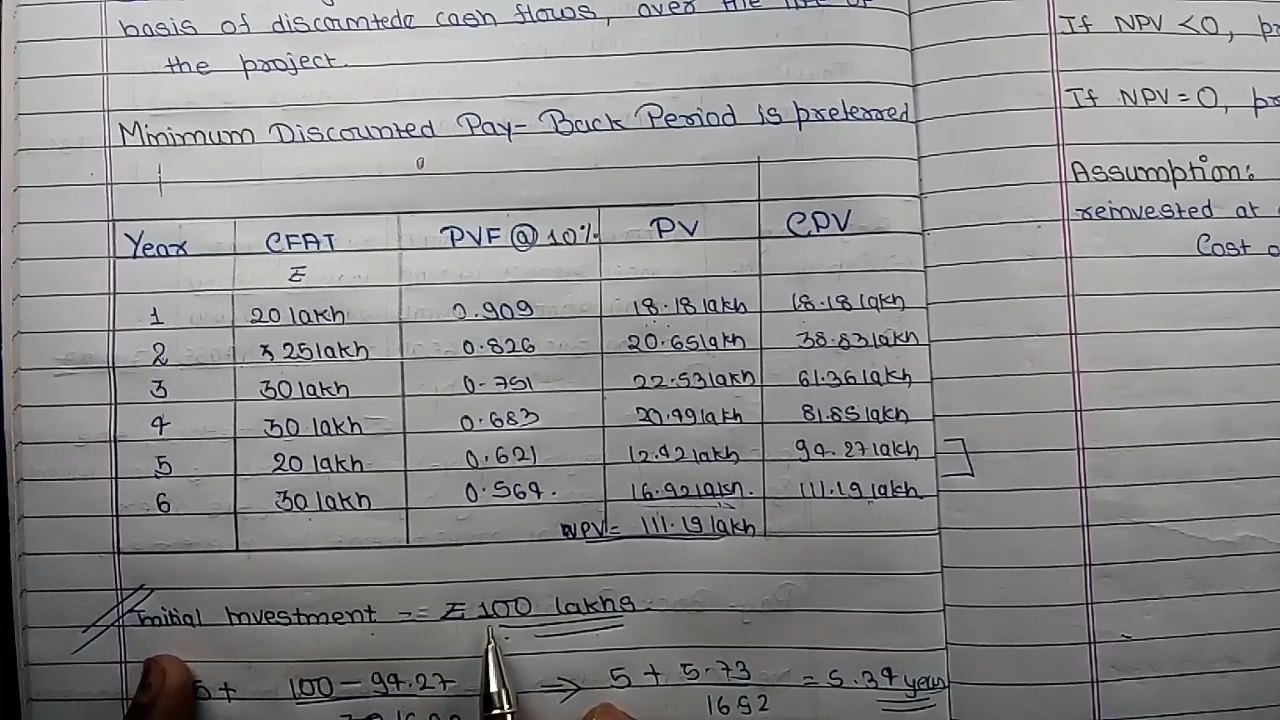 basis of discountede cash flows, over the life of
the project.
Minimum Discounted Pay-Back Period is preferred
Year CFAT PVF @ 10% PV CPV
₹
1 20 lakh 0.909 18.18 lakh 18.18 lakh
2 25 lakh 0.826 20.65 lakh 38.83 lakh
3 30 lakh 0.751 22.53 lakh 61.36 lakh
4 30 lakh 0.683 20.49 lakh 81.85 lakh
5 20 lakh 0.621 12.42 lakh 94.27 lakh
6 30 lakh 0.564. 16.92 lakh. 111.19 lakh
NPV = 111.19 lakh
Initial Investment = ₹ 100 lakhs.
5 + 100 - 94.27 ⇒ 5 + 5.73 = 5.34 years
1692
If NPV < 0,
If NPV = 0,
Assumption:
reinvested at
Cost